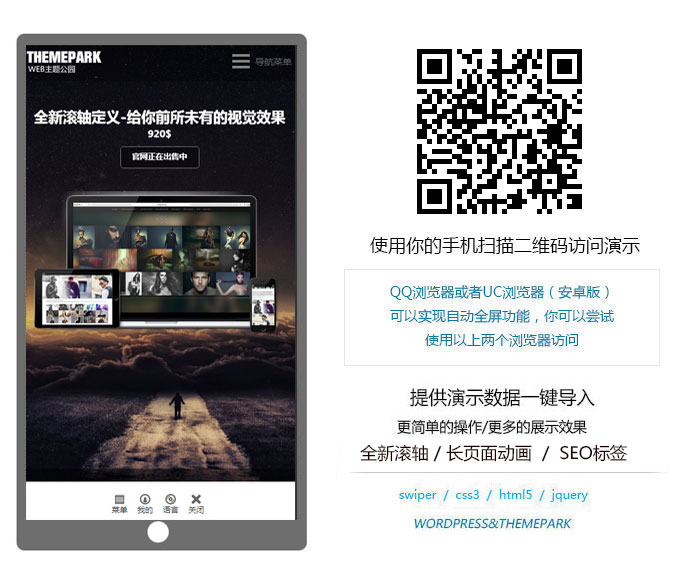 THEMEPARK
WEB主题公园
导航菜单
全新滚轴定义-给你前所未有的视觉效果
920$
官网正在出售中
菜单 我的 语言 关闭
使用你的手机扫描二维码访问演示
QQ浏览器或者UC浏览器（安卓版）
可以实现自动全屏功能，你可以尝试
使用以上两个浏览器访问
提供演示数据一键导入
更简单的操作/更多的展示效果
全新滚轴 / 长页面动画 / SEO标签
swiper / css3 / html5 / jquery
WORDPRESS&THEMEPARK